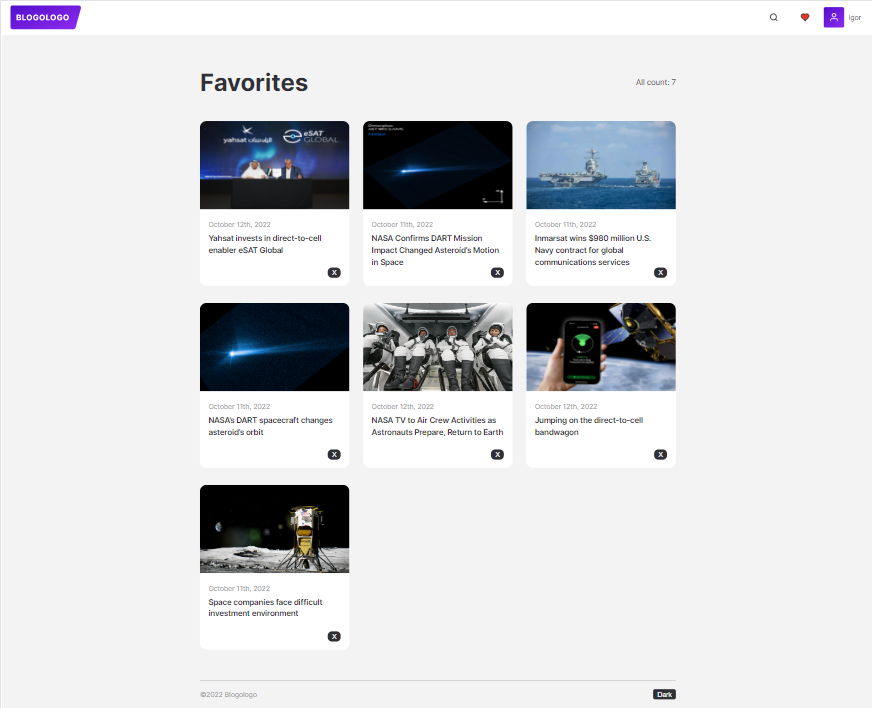 BLOGOLOGO
Igor
Favorites
All count: 7
yahsat الياه سات
eSAT
GLOBAL
October 12th, 2022
Yahsat invests in direct-to-cell
enabler eSAT Global
X
October 11th, 2022
NASA Confirms DART Mission
Impact Changed Asteroid's Motion
in Space
X
October 11th, 2022
Inmarsat wins $980 million U.S.
Navy contract for global
communications services
X
October 11th, 2022
NASA's DART spacecraft changes
asteroid's orbit
X
October 12th, 2022
NASA TV to Air Crew Activities as
Astronauts Prepare, Return to Earth
X
October 12th, 2022
Jumping on the direct-to-cell
bandwagon
X
October 11th, 2022
Space companies face difficult
investment environment
X
©2022 Blogologo
Dark